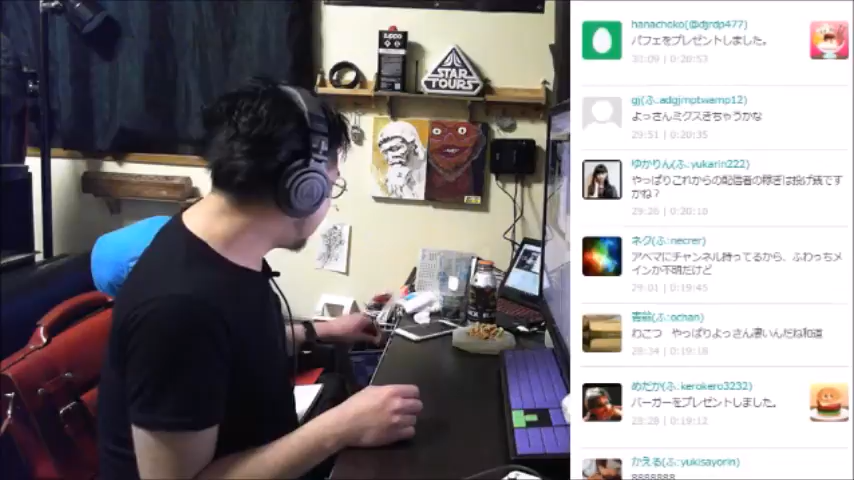 ZIPPO
STAR
TOURS
hanachoko(@djrdp477)
パフェをプレゼントしました。
30:09 | 0:20:53
gj(ふ:adgjmptwamp12)
よっさんミクスきちゃうかな
29:51 | 0:20:35
ゆかりん(ふ:yukarin222)
やっぱりこれからの配信者の稼ぎは投げ銭です
かね？
29:26 | 0:20:10
ネク(ふ:necrer)
アベマにチャンネル持ってるから、ふわっちメ
インか不明だけど
29:01 | 0:19:45
(ふ:ochan)
わこつ やっぱりよっさん凄いんだね和道
28:34 | 0:19:18
めだか(ふ:kerokero3232)
バーガーをプレゼントしました。
28:28 | 0:19:12
かえる(ふ:yukisayorin)
8888888